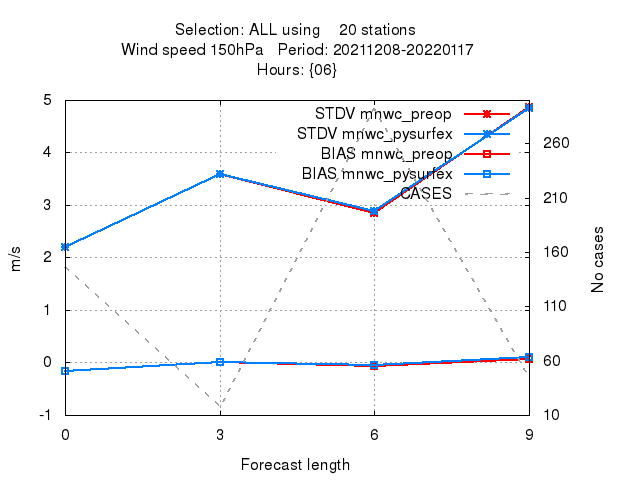 Selection: ALL using 20 stations
Wind speed 150hPa Period: 20211208-20220117
Hours: {06}
5
4
3
2
1
0
-1
m/s
STDV mnwc_preop
STDV mnwc_pysurfex
BIAS mnwc_preop
BIAS mnwc_pysurfex
CASES
260
210
160
110
60
10
No cases
0 3 6 9
Forecast length